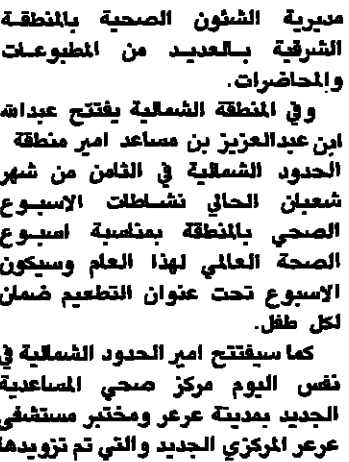 مديرية الشئون الصحية بالمنطقة
الشرقية بالعديد من المطبوعات
والمحاضرات.
وفي المنطقة الشمالية يفتتح عبدالله
ابن عبدالعزيز بن مساعد امير منطقة
الحدود الشمالية في الثامن من شهر
شعبان الحالي نشاطات الاسبوع
الصحي بالمنطقة بمناسبة اسبوع
الصحة العالمي لهذا العام وسيكون
الاسبوع تحت عنوان التطعيم ضمان
لكل طفل.
كما سيفتتح امير الحدود الشمالية في
نفس اليوم مركز صحي المساعدية
الجديد بمدينة عرعر ومختبر مستشفى
عرعر المركزي الجديد والتي تم تزويدها